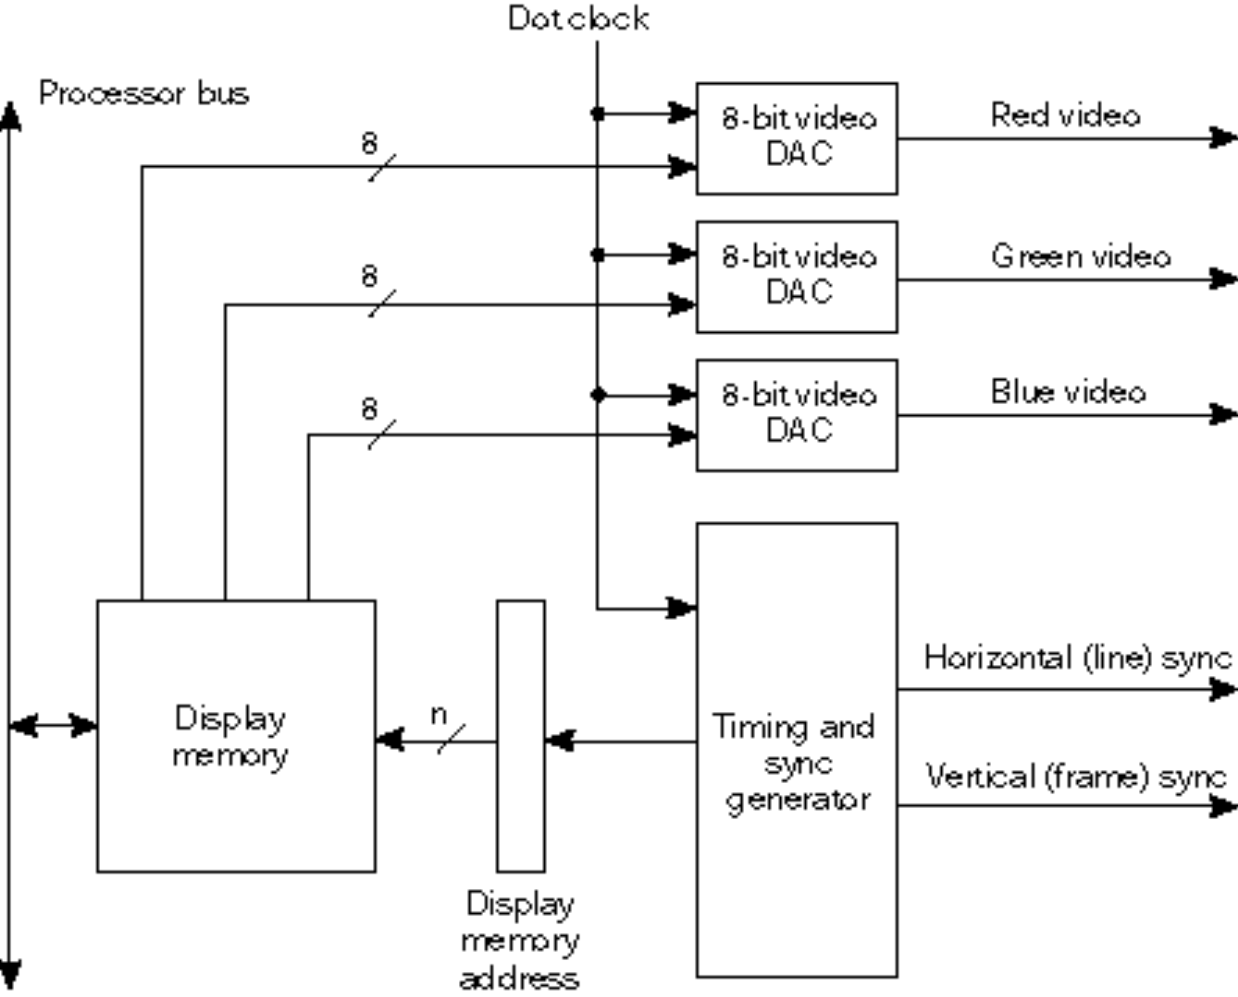 Dot clock
Processor bus
8
8-bit video
DAC
Red video
8
8-bit video
DAC
Green video
8
8-bit video
DAC
Blue video
Display
memory
n
Display
memory
address
Timing and
sync
generator
Horizontal (line) sync
Vertical (frame) sync